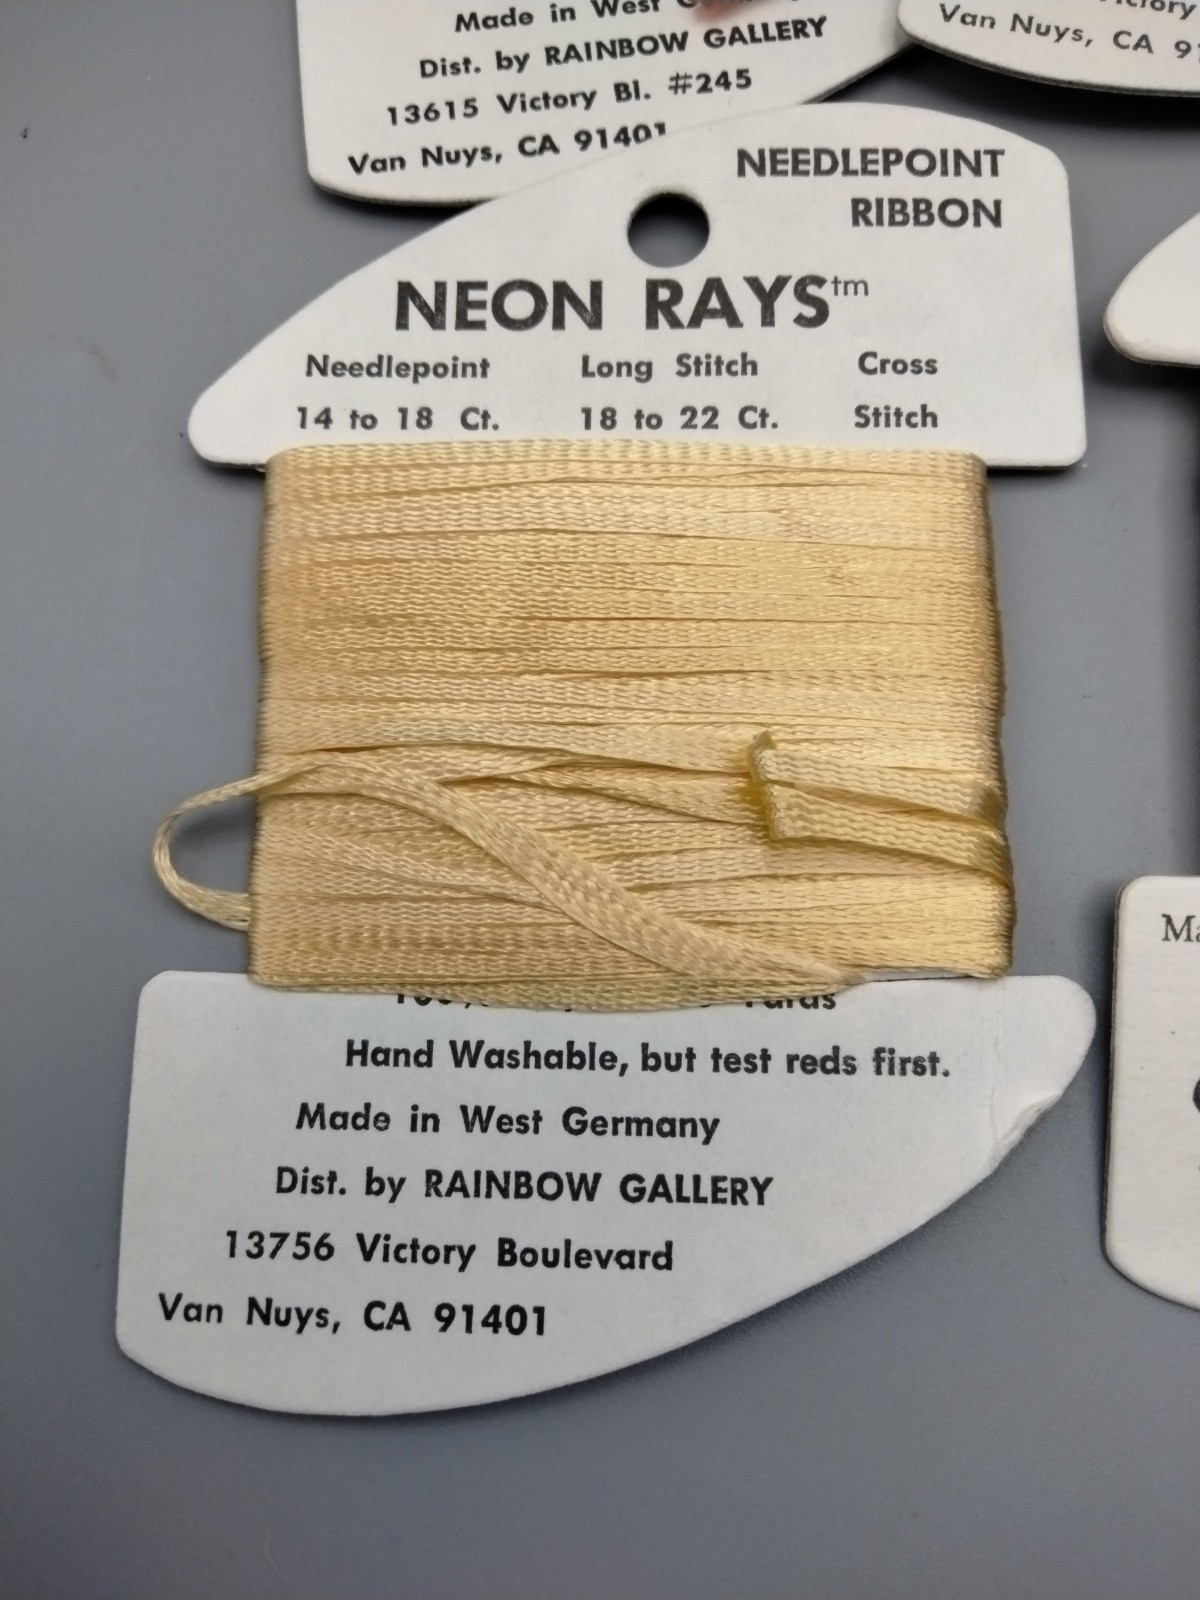 Made in West
Dist. by RAINBOW GALLERY
13615 Victory Bl. #245
Van Nuys, CA 91401
Van Nuys, CA 9
NEEDLEPOINT
RIBBON
NEON RAYS™
Needlepoint Long Stitch Cross
14 to 18 Ct. 18 to 22 Ct. Stitch
Hand Washable, but test reds first.
Made in West Germany
Dist. by RAINBOW GALLERY
13756 Victory Boulevard
Van Nuys, CA 91401